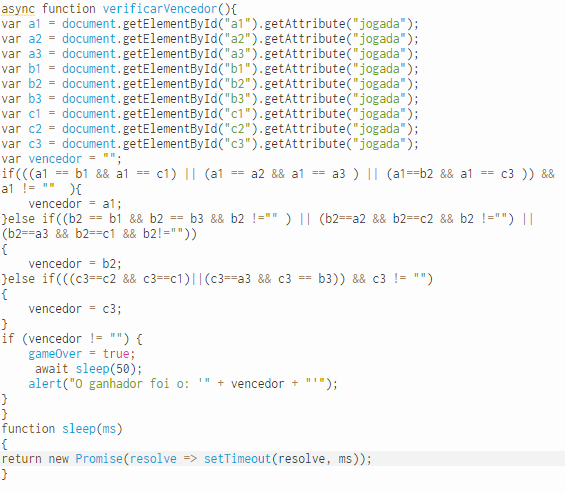 async function verificarVencedor(){
var a1 = document.getElementById("a1").getAttribute("jogada");
var a2 = document.getElementById("a2").getAttribute("jogada");
var a3 = document.getElementById("a3").getAttribute("jogada");
var b1 = document.getElementById("b1").getAttribute("jogada");
var b2 = document.getElementById("b2").getAttribute("jogada");
var b3 = document.getElementById("b3").getAttribute("jogada");
var c1 = document.getElementById("c1").getAttribute("jogada");
var c2 = document.getElementById("c2").getAttribute("jogada");
var c3 = document.getElementById("c3").getAttribute("jogada");
var vencedor = "";
if(((a1 == b1 && a1 == c1) || (a1 == a2 && a1 == a3 ) || (a1==b2 && a1 == c3 )) &&
a1 != ""  ){
    vencedor = a1;
}else if((b2 == b1 && b2 == b3 && b2 !="" ) || (b2==a2 && b2==c2 && b2 !="") ||
(b2==a3 && b2==c1 && b2!=""))
{
    vencedor = b2;
}else if(((c3==c2 && c3==c1)||(c3==a3 && c3 == b3)) && c3 != "")
{
    vencedor = c3;
}
if (vencedor != "") {
    gameOver = true;
     await sleep(50);
    alert("O ganhador foi o: '" + vencedor + "'");
}
}
function sleep(ms)
{
return new Promise(resolve => setTimeout(resolve, ms));
}